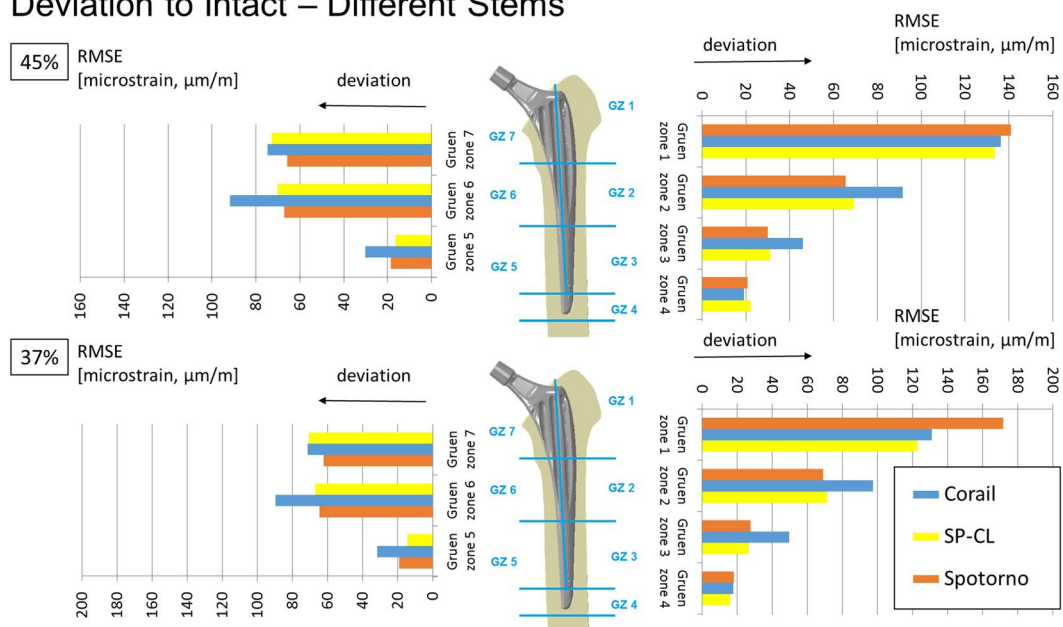 Deviation to Intact – Different Stems
45%
RMSE
[microstrain, µm/m]
deviation
Gruen
zone 7
Gruen
zone 6
Gruen
zone 5
160 140 120 100 80 60 40 20 0
GZ 1
GZ 7
GZ 6
GZ 2
GZ 5
GZ 3
GZ 4
RMSE
[microstrain, µm/m]
deviation
0 20 40 60 80 100 120 140 160
Gruen
zone 1
Gruen
zone 2
Gruen
zone 3
Gruen
zone 4
37%
RMSE
[microstrain, µm/m]
deviation
Gruen
zone 7
Gruen
zone 6
Gruen
zone 5
200 180 160 140 120 100 80 60 40 20 0
GZ 1
GZ 7
GZ 6
GZ 2
GZ 5
GZ 3
GZ 4
RMSE
[microstrain, µm/m]
deviation
0 20 40 60 80 100 120 140 160 180 200
Gruen
zone 1
Gruen
zone 2
Gruen
zone 3
Gruen
zone 4
Corail
SP-CL
Spotorno